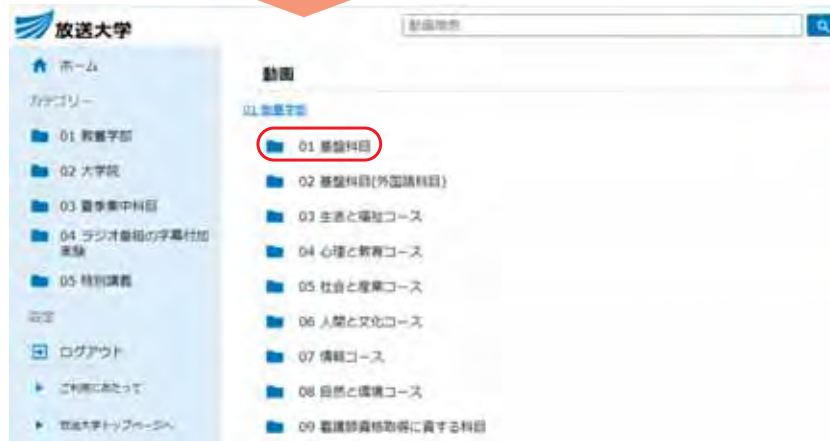 放送大学
動画検索
ホーム
カテゴリー
01 教養学部
02 大学院
03 夏季集中科目
04 ラジオ番組の字幕付加
実験
05 特別講義
設定
ログアウト
ご利用にあたって
放送大学トップページへ
動画
01 教養学部
01 基盤科目
02 基盤科目(外国語科目)
03 生活と福祉コース
04 心理と教育コース
05 社会と産業コース
06 人間と文化コース
07 情報コース
08 自然と環境コース
09 看護師資格取得に資する科目